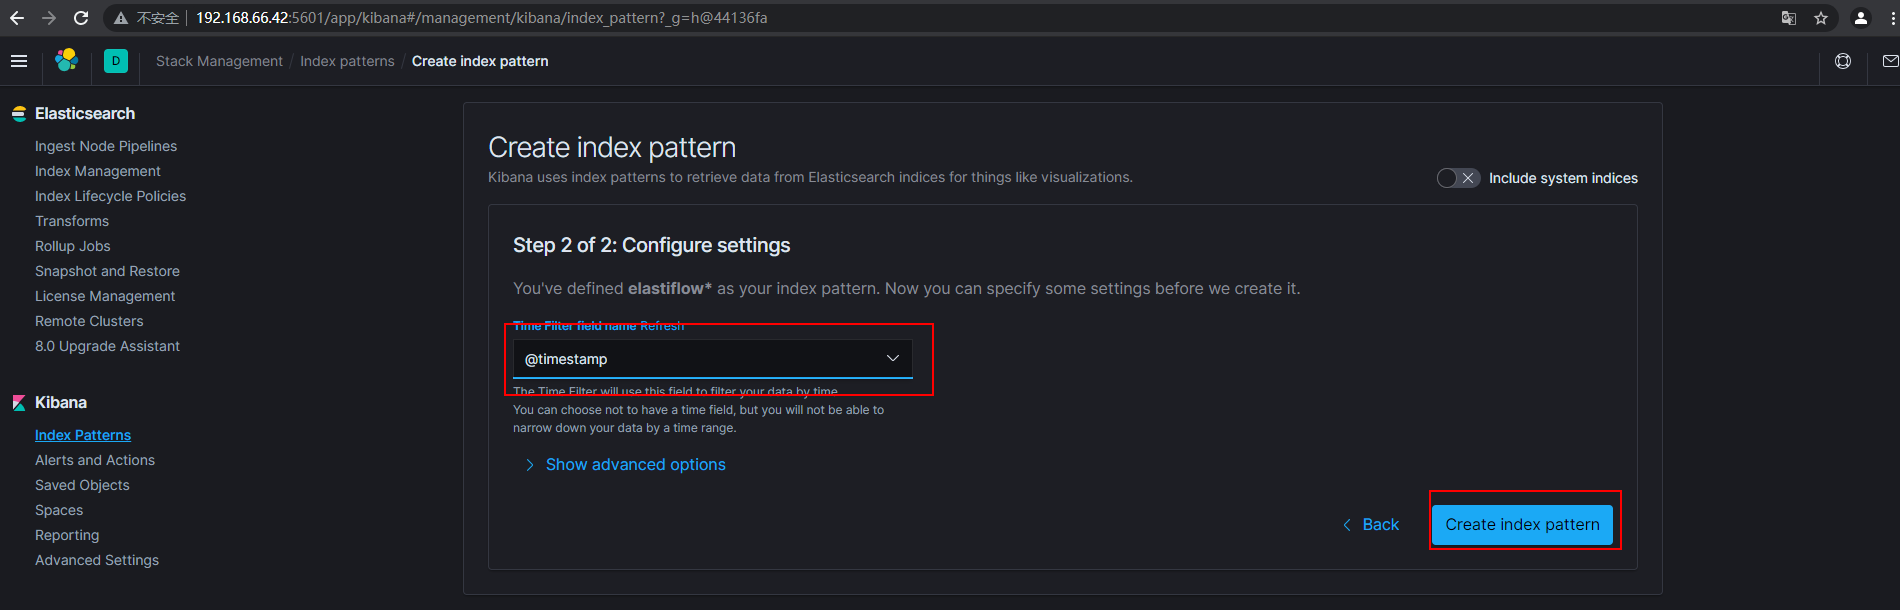 不安全 192.168.66.42:5601/app/kibana#/management/kibana/index_pattern?_g=h@44136fa
D Stack Management / Index patterns / Create index pattern
Elasticsearch
Ingest Node Pipelines
Index Management
Index Lifecycle Policies
Transforms
Rollup Jobs
Snapshot and Restore
License Management
Remote Clusters
8.0 Upgrade Assistant
Kibana
Index Patterns
Alerts and Actions
Saved Objects
Spaces
Reporting
Advanced Settings
Create index pattern
Kibana uses index patterns to retrieve data from Elasticsearch indices for things like visualizations.
Include system indices
Step 2 of 2: Configure settings
You've defined elastiflow* as your index pattern. Now you can specify some settings before we create it.
Time Filter field name Refresh
@timestamp
The Time Filter will use this field to filter your data by time.
You can choose not to have a time field, but you will not be able to
narrow down your data by a time range.
Show advanced options
Back
Create index pattern